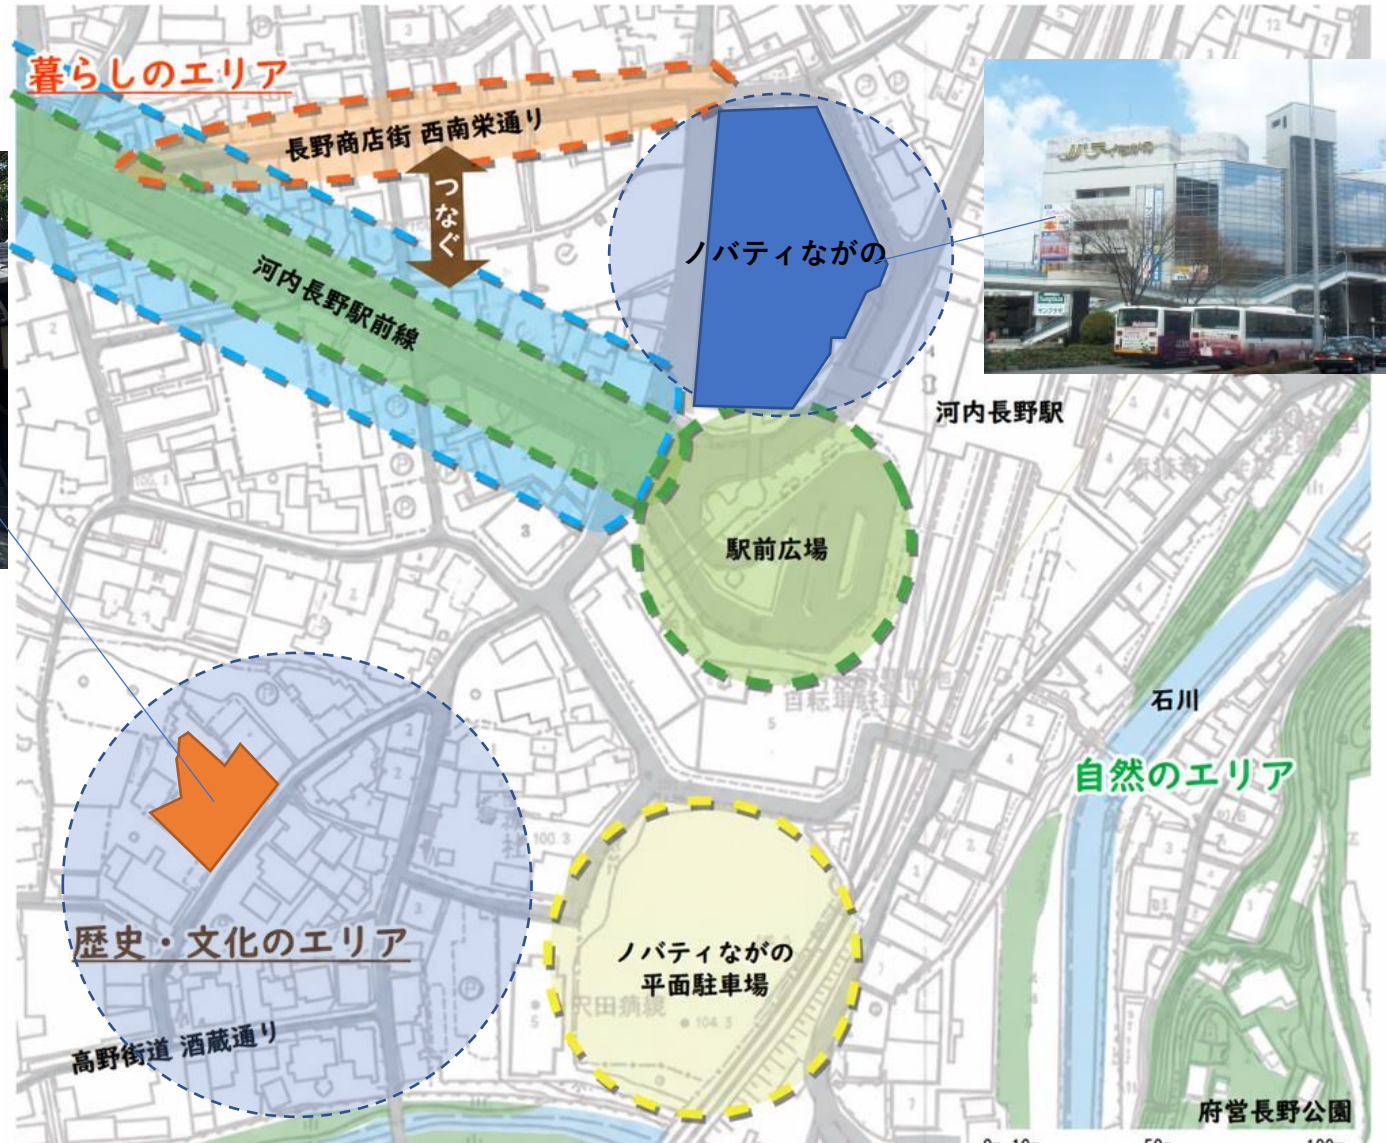 暮らしのエリア
長野商店街 西南栄通り
つなぐ
ノバティながの
河内長野駅前線
河内長野駅
駅前広場
石川
自然のエリア
歴史・文化のエリア
ノバティながの
平面駐車場
高野街道 酒蔵通り
府営長野公園
100.3
104.3